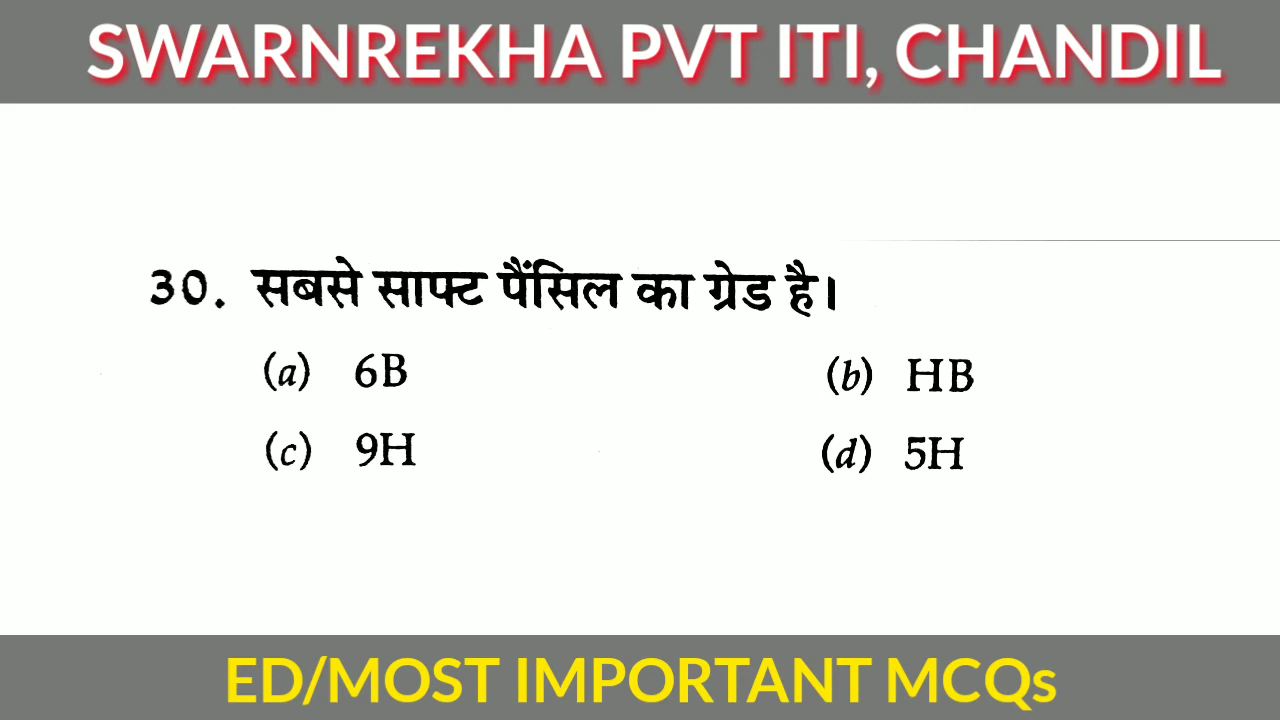 SWARNREKHA PVT ITI, CHANDIL
30. सबसे साफ्ट पैंसिल का ग्रेड है।
(a) 6B (b) HB
(c) 9H (d) 5H
ED/MOST IMPORTANT MCQs